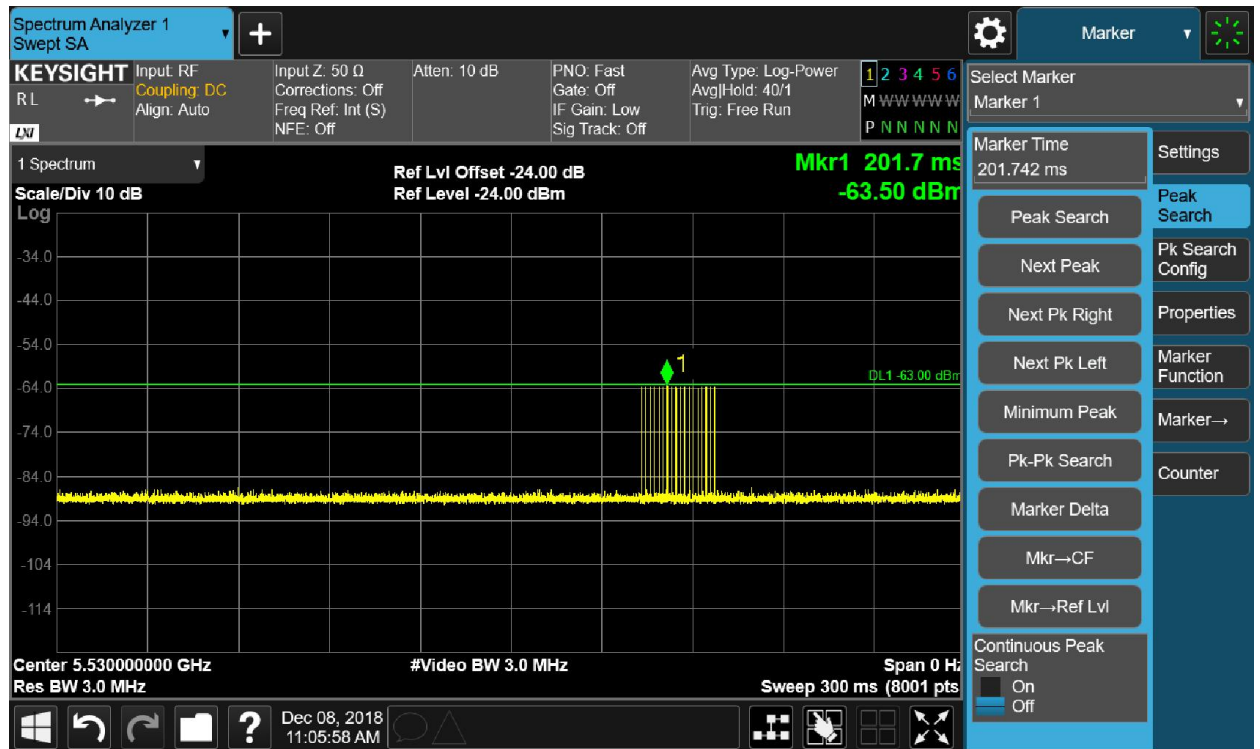 Spectrum Analyzer 1
Swept SA
+
Marker
KEYSIGHT
RL
LXI
Input: RF
Coupling: DC
Align: Auto
Input Z: 50 Ω
Corrections: Off
Freq Ref: Int (S)
NFE: Off
Atten: 10 dB
PNO: Fast
Gate: Off
IF Gain: Low
Sig Track: Off
Avg Type: Log-Power
Avg|Hold: 40/1
Trig: Free Run
1 2 3 4 5 6
M W W W W W
P N N N N N
Select Marker
Marker 1
1 Spectrum
Scale/Div 10 dB
Log
Ref Lvl Offset -24.00 dB
Ref Level -24.00 dBm
Mkr1 201.7 ms
-63.50 dBm
-34.0
-44.0
-54.0
-64.0
-74.0
-84.0
-94.0
-104
-114
1
DL1 -63.00 dBm
Center 5.530000000 GHz
Res BW 3.0 MHz
#Video BW 3.0 MHz
Span 0 Hz
Sweep 300 ms (8001 pts
Marker Time
201.742 ms
Peak Search
Next Peak
Next Pk Right
Next Pk Left
Minimum Peak
Pk-Pk Search
Marker Delta
Mkr→CF
Mkr→Ref Lvl
Continuous Peak
Search
On
Off
Settings
Peak
Search
Pk Search
Config
Properties
Marker
Function
Marker→
Counter
?
Dec 08, 2018
11:05:58 AM